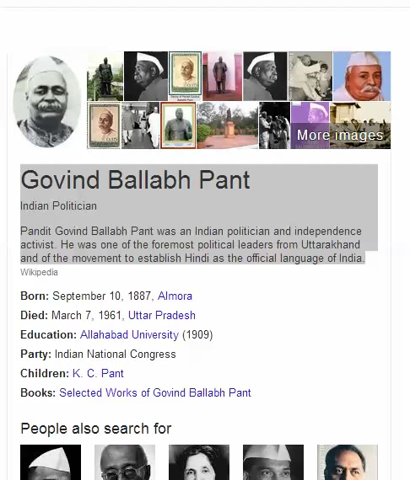 More images
Govind Ballabh Pant
Indian Politician
Pandit Govind Ballabh Pant was an Indian politician and independence
activist. He was one of the foremost political leaders from Uttarakhand
and of the movement to establish Hindi as the official language of India.
Wikipedia
Born: September 10, 1887, Almora
Died: March 7, 1961, Uttar Pradesh
Education: Allahabad University (1909)
Party: Indian National Congress
Children: K. C. Pant
Books: Selected Works of Govind Ballabh Pant
People also search for